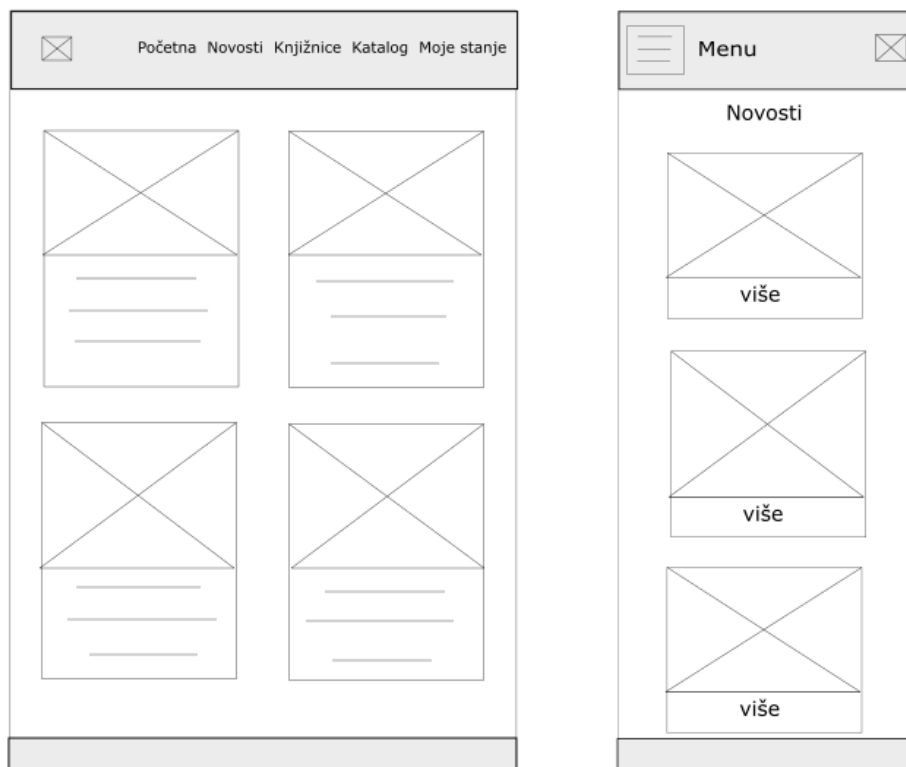 Početna Novosti Knjižnice Katalog Moje stanje
Menu
Novosti
više
više
više